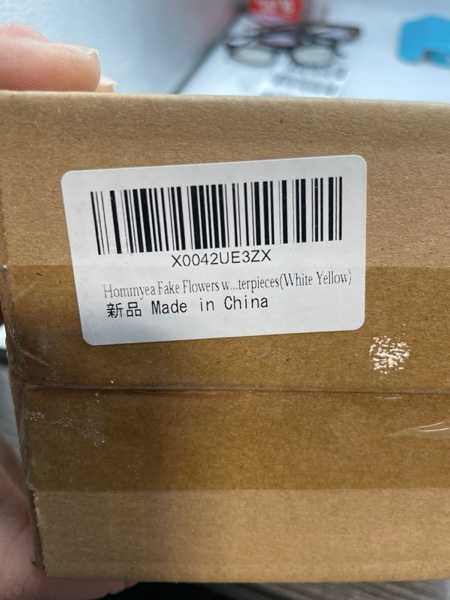 X0042UE3ZX
Hommyea Fake Flowers w...terpieces(White Yellow)
新品 Made in China